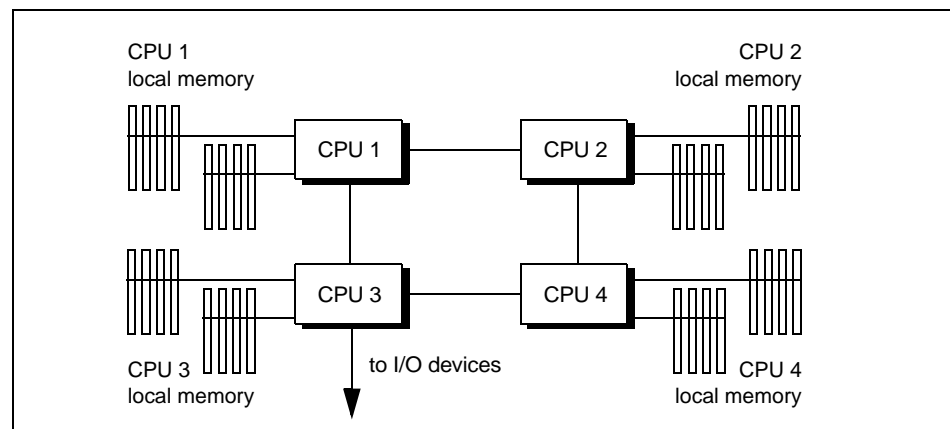 CPU 1
local memory
CPU 2
local memory
CPU 1
CPU 2
CPU 3
CPU 4
to I/O devices
CPU 3
local memory
CPU 4
local memory